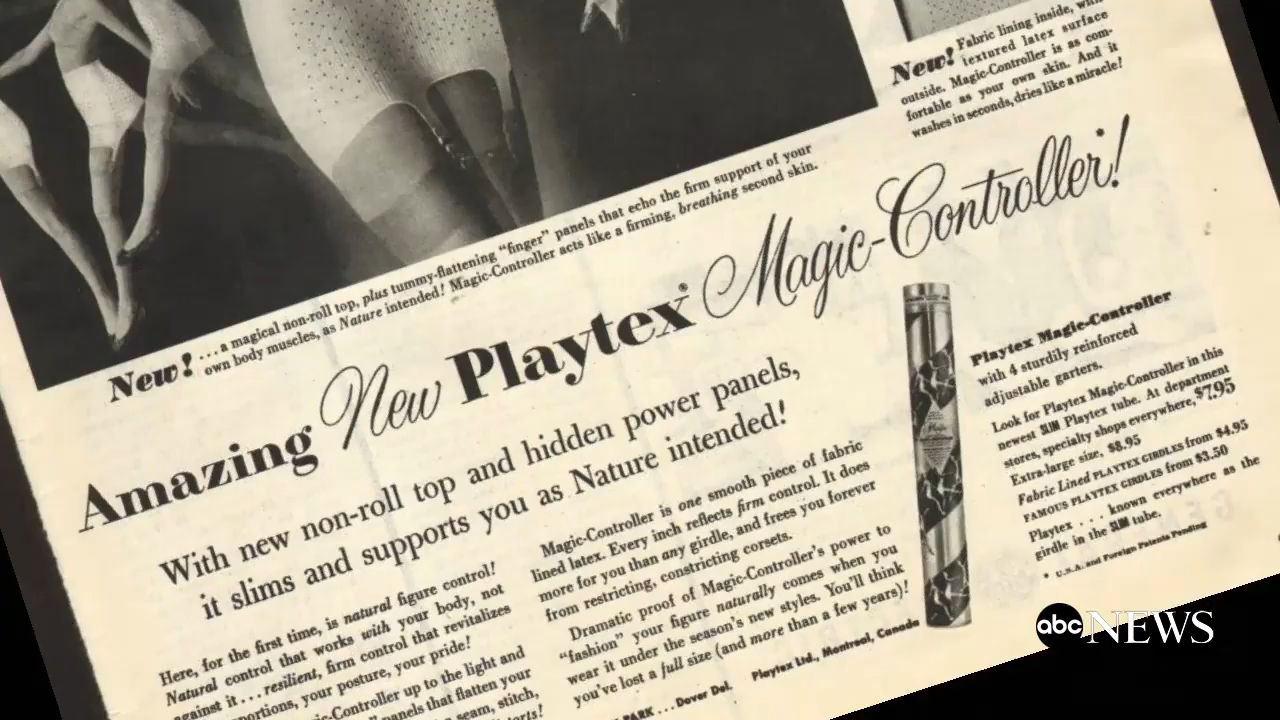 New! Fabric lining inside, with
textured latex surface
outside. Magic-Controller is as com-
fortable as your own skin. And it
washes in seconds, dries like a miracle!
New! ...a magical non-roll top, plus tummy-flattening "finger" panels that echo the firm support of your
own body muscles, as Nature intended! Magic-Controller acts like a firming, breathing second skin.
Amazing New Playtex® Magic-Controller!
With new non-roll top and hidden power panels,
it slims and supports you as Nature intended!
Here, for the first time, is natural figure control!
Natural control that works with your body, not
against it...resilient, firm control that revitalizes
your posture, your pride!
up to the light and
panels that flatten your
seam, stitch,
Magic-Controller is one smooth piece of fabric
lined latex. Every inch reflects firm control. It does
more for you than any girdle, and frees you forever
from restricting, constricting corsets.
Dramatic proof of Magic-Controller's power to
"fashion" your figure naturally comes when you
wear it under the season's new styles. You'll think
you've lost a full size (and more than a few years)!
PARK ... Dover Del. Playtex Ltd., Montreal, Canada
Playtex Magic-Controller
with 4 sturdily reinforced
adjustable garters.
Look for Playtex Magic-Controller in this
newest SLIM Playtex tube. At department
stores, specialty shops everywhere, $7.95
Extra-large size, $8.95
Fabric Lined PLAYTEX GIRDLES from $4.95
FAMOUS PLAYTEX GIRDLES from $3.50
Playtex . . . known everywhere as the
girdle in the SLIM tube.
* U.S.A. and Foreign Patents Pending
abc NEWS